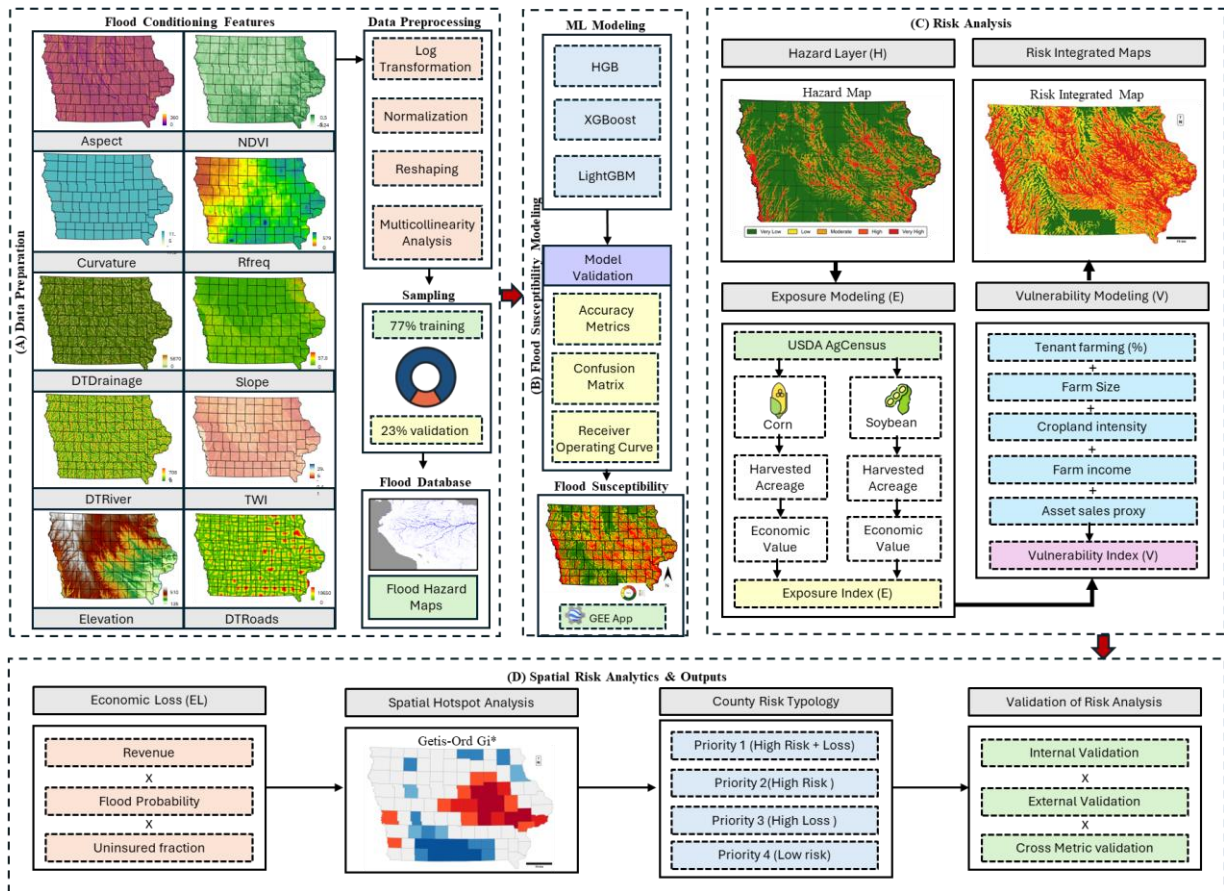 Flood Conditioning Features
(A) Data Preparation
360
Aspect
NDVI
Curvature
576
Rfreq
5870
DTDrainage
37.8
Slope
DTRiver
TWI
510
Elevation
DTRoads
Data Preprocessing
Log
Transformation
Normalization
Reshaping
Multicollinearity
Analysis
Sampling
77% training
23% validation
Flood Database
Flood Hazard
Maps
(B) Flood Susceptibility Modeling
ML Modeling
HGB
XGBoost
LightGBM
Model
Validation
Accuracy
Metrics
Confusion
Matrix
Receiver
Operating Curve
Flood Susceptibility
N
GEE App
(C) Risk Analysis
Hazard Layer (H)
Hazard Map
Very Low Low Moderate High Very High
Risk Integrated Maps
Risk Integrated Map
Exposure Modeling (E)
USDA AgCensus
Corn
Soybean
Harvested
Acreage
Harvested
Acreage
Economic
Value
Economic
Value
Exposure Index (E)
Vulnerability Modeling (V)
Tenant farming (%)
+
Farm Size
+
Cropland intensity
+
Farm income
+
Asset sales proxy
Vulnerability Index (V)
(D) Spatial Risk Analytics & Outputs
Economic Loss (EL)
Revenue
X
Flood Probability
X
Uninsured fraction
Spatial Hotspot Analysis
Getis-Ord Gi*
County Risk Typology
Priority 1 (High Risk + Loss)
Priority 2(High Risk )
Priority 3 (High Loss )
Priority 4 (Low risk)
Validation of Risk Analysis
Internal Validation
X
External Validation
X
Cross Metric validation